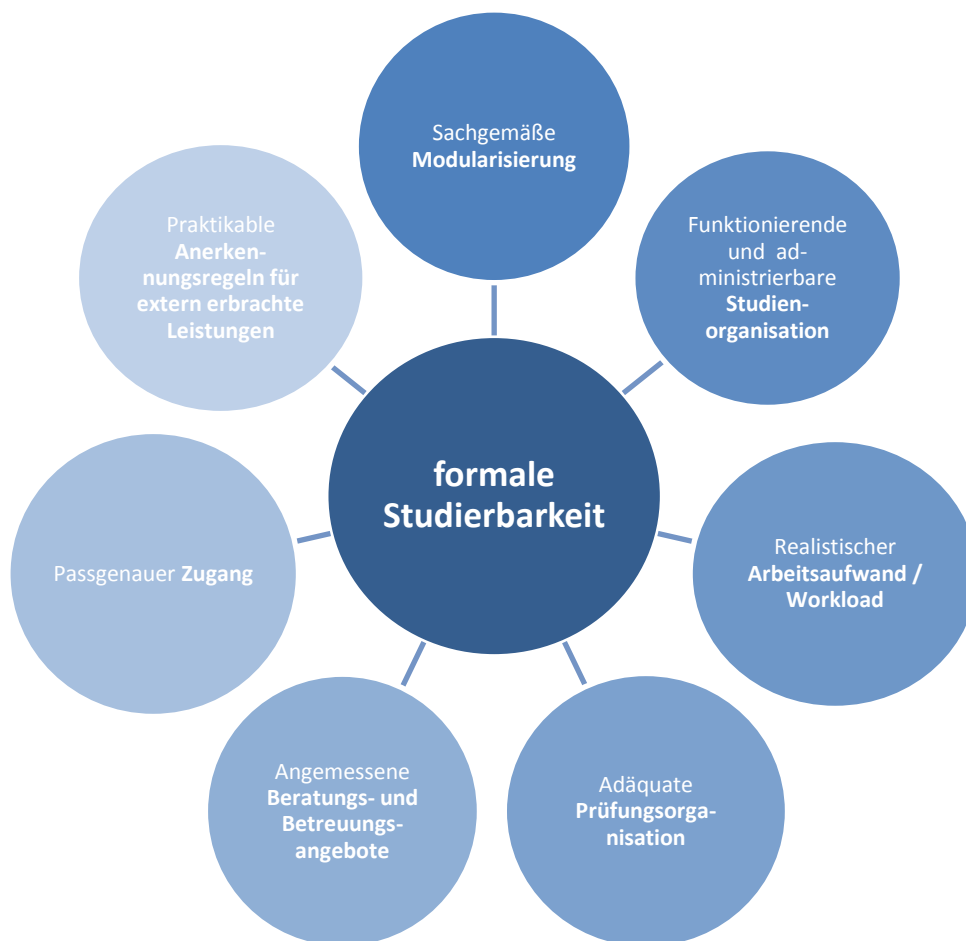 Sachgemäße
Modularisierung
Funktionierende
und ad-
ministrierbare
Studien-
organisation
Realistischer
Arbeitsaufwand /
Workload
Adäquate
Prüfungsorga-
nisation
Angemessene
Beratungs- und
Betreuungs-
angebote
Passgenauer Zugang
Praktikable
Anerken-
nungsregeln für
extern erbrachte
Leistungen
formale
Studierbarkeit